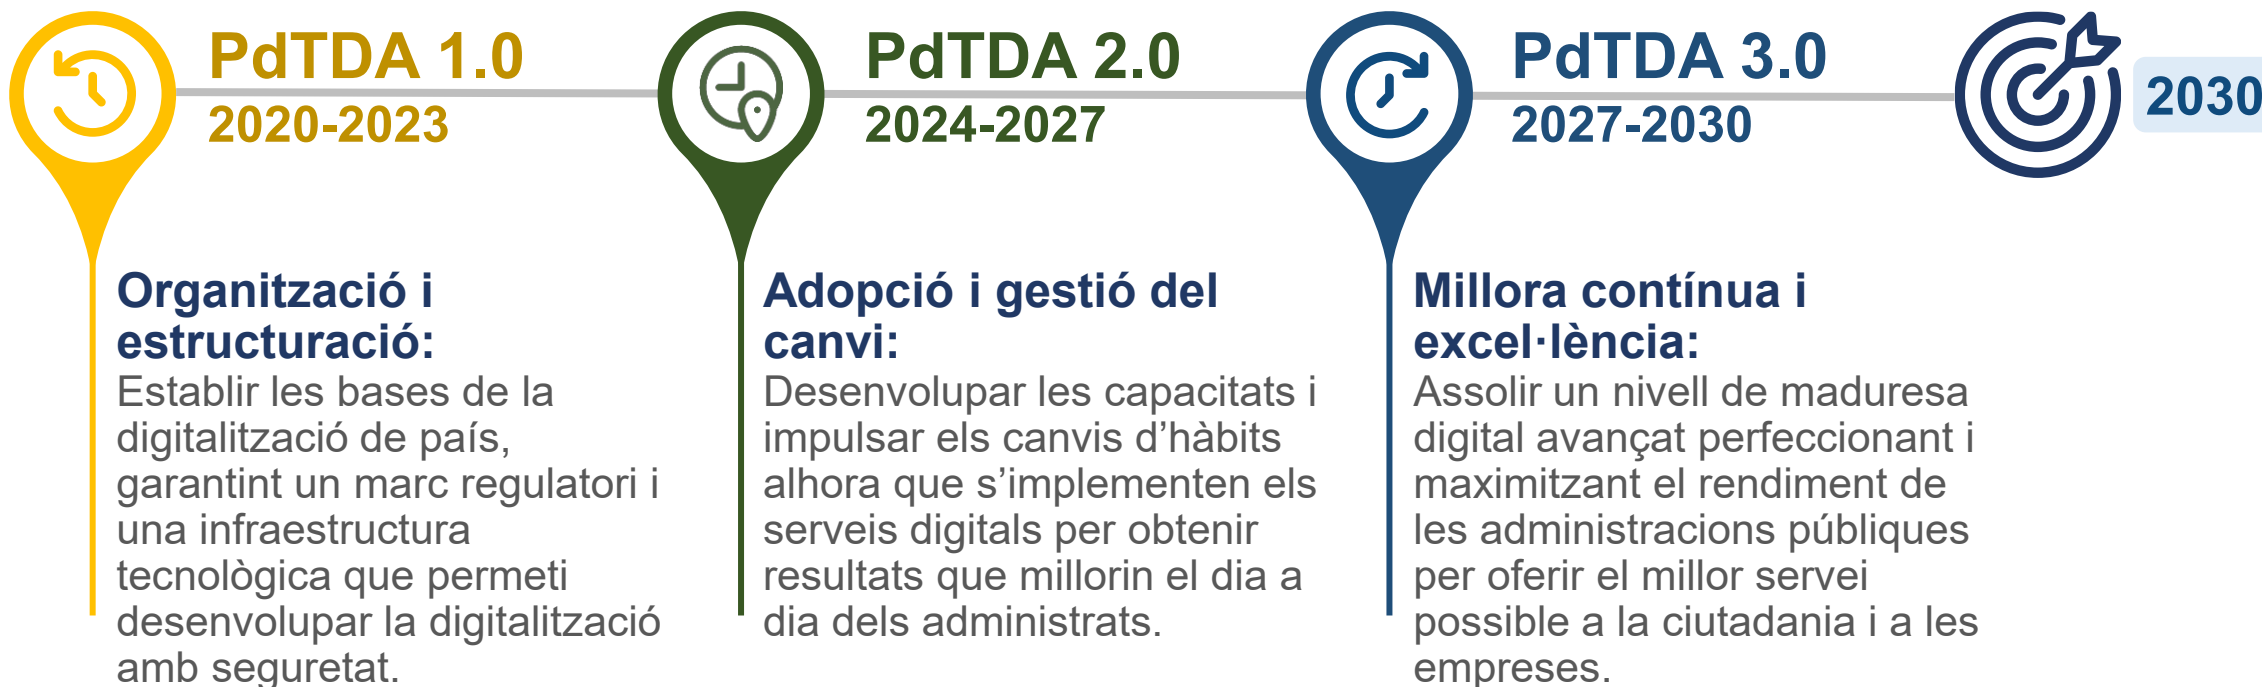 PdTDA 1.0
2020-2023
Organització i
estructuració:
Establir les bases de la
digitalització de país,
garantint un marc regulatori i
una infraestructura
tecnològica que permeti
desenvolupar la digitalització
amb seguretat.
PdTDA 2.0
2024-2027
Adopció i gestió del
canvi:
Desenvolupar les capacitats i
impulsar els canvis d’hàbits
alhora que s’implementen els
serveis digitals per obtenir
resultats que millorin el dia a
dia dels administrats.
PdTDA 3.0
2027-2030
Millora contínua i
excel·lència:
Assolir un nivell de maduresa
digital avançat perfeccionant i
maximitzant el rendiment de
les administracions públiques
per oferir el millor servei
possible a la ciutadania i a les
empreses.
2030